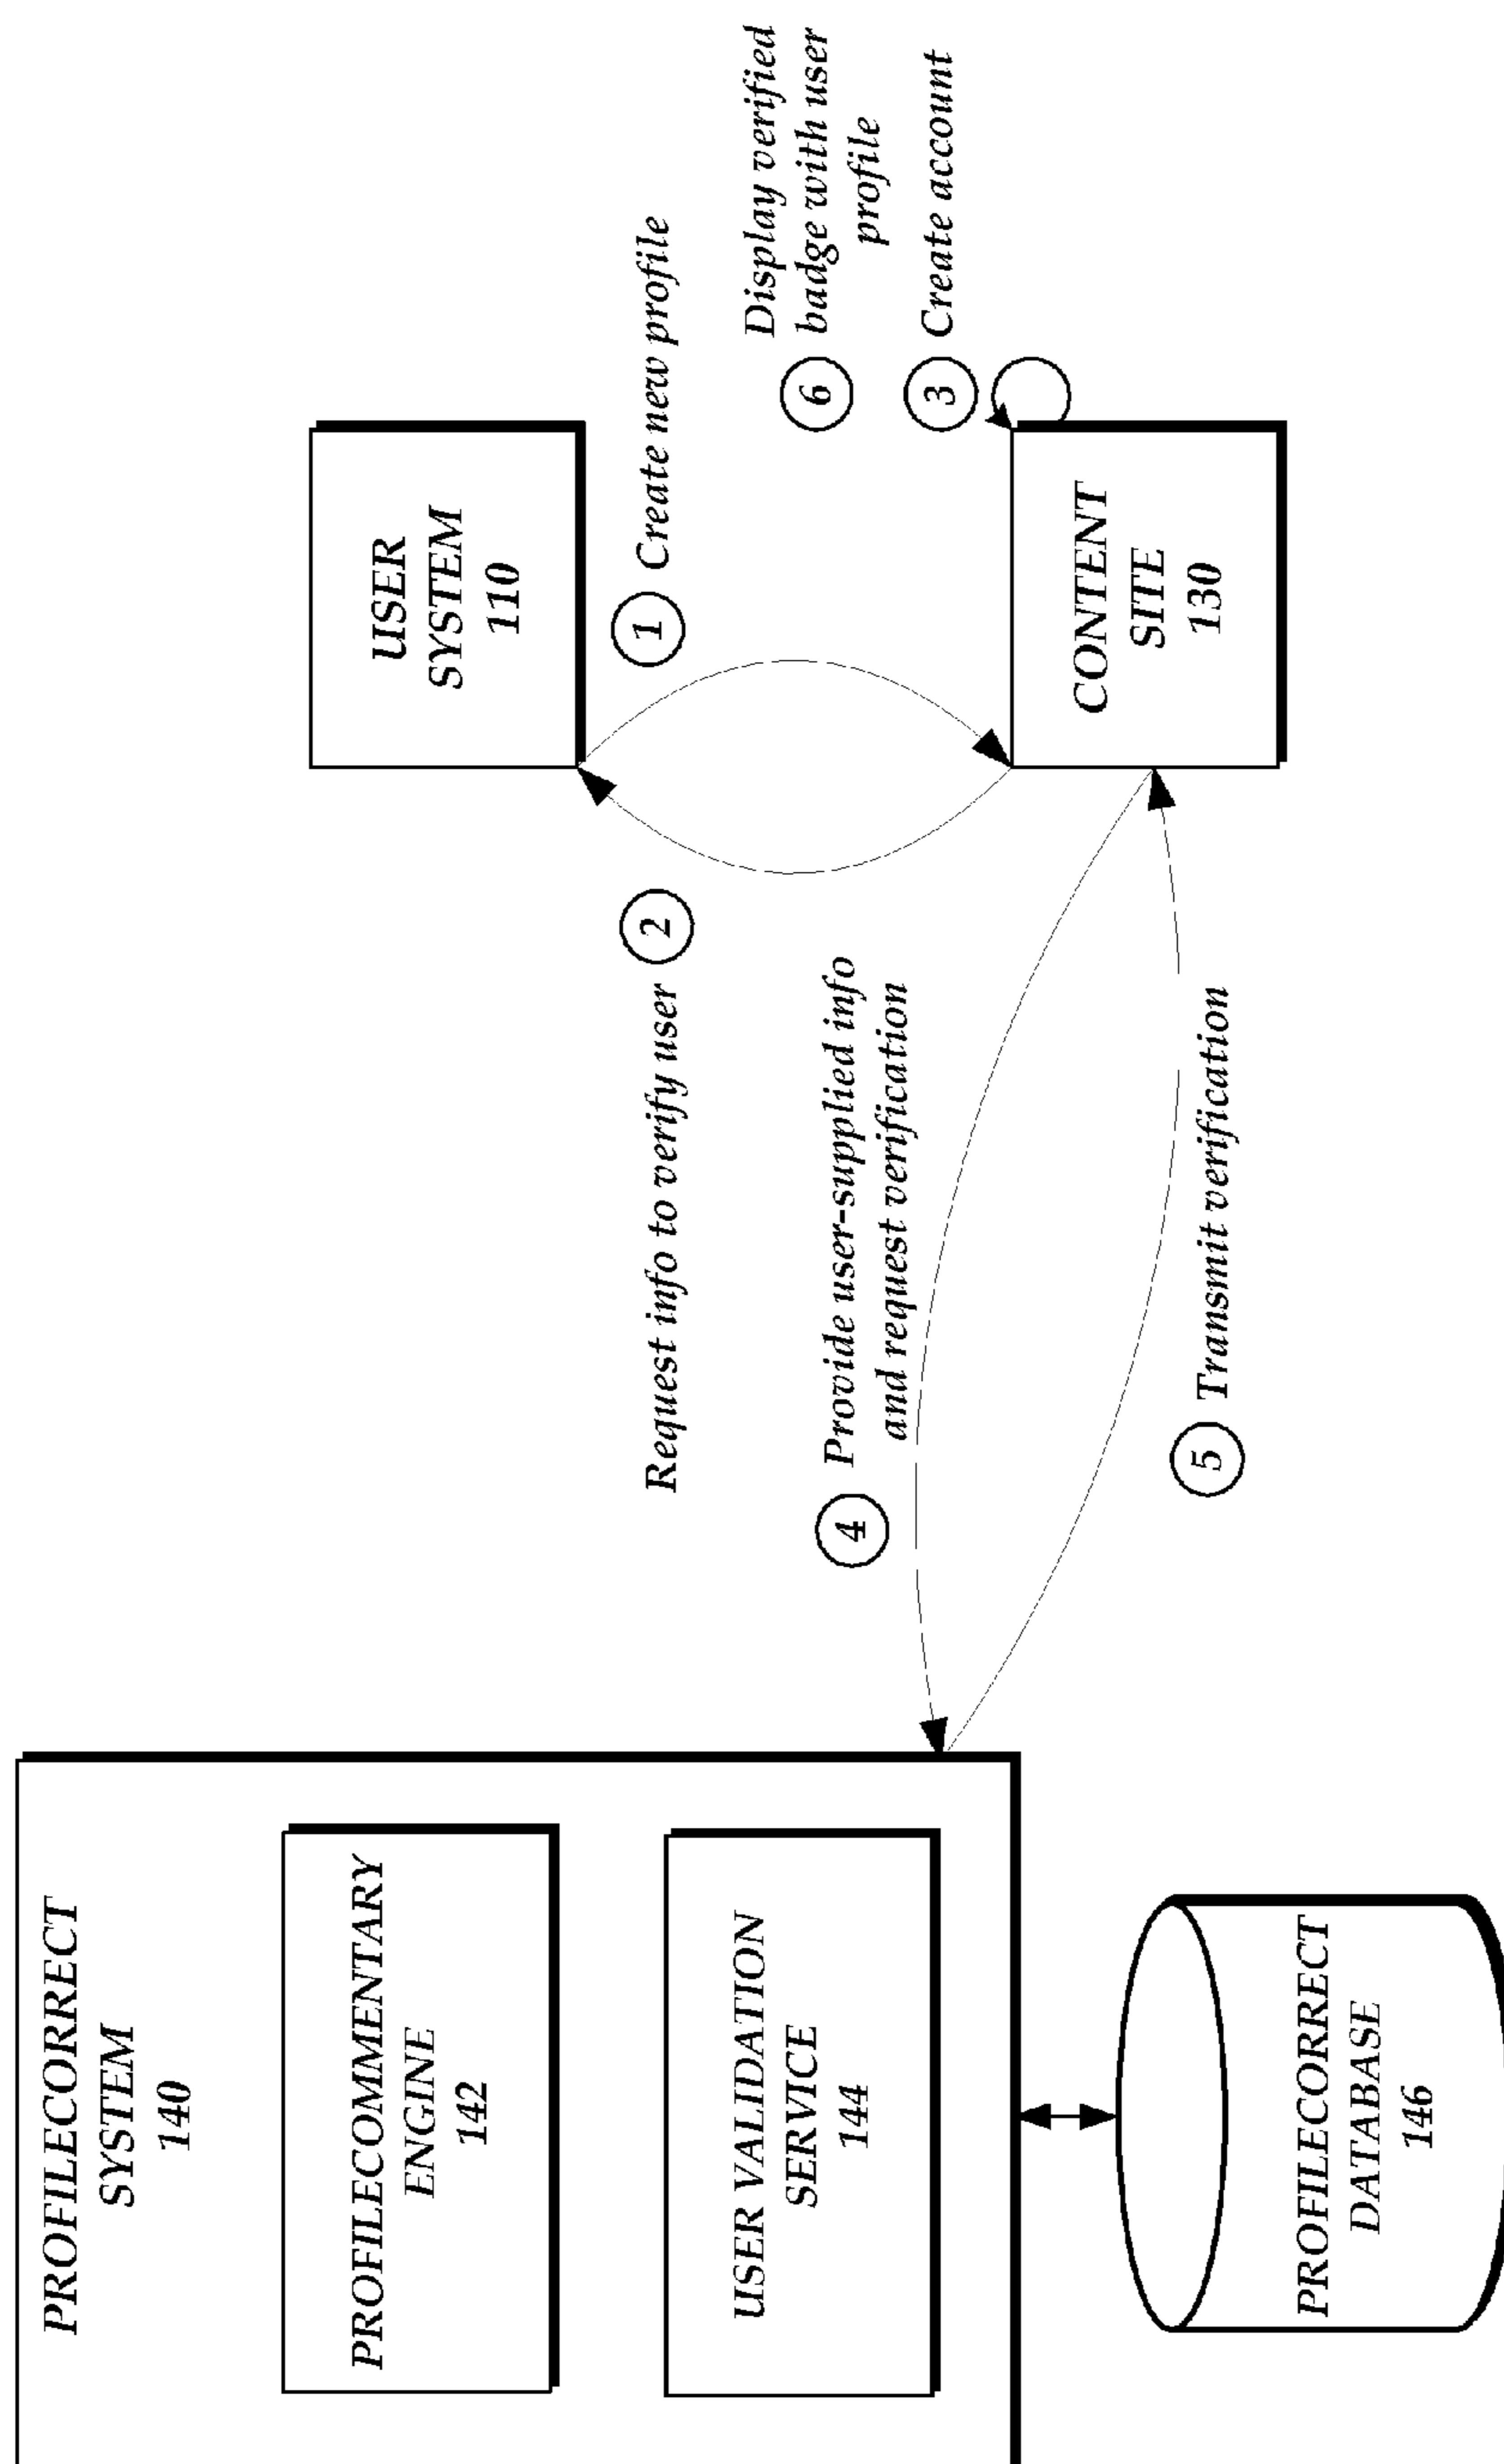 PROFILECORRECT
SYSTEM
140
PROFILECOMMENTARY
ENGINE
142
USER VALIDATION
SERVICE
144
PROFILECORRECT
DATABASE
146
USER
SYSTEM
110
1 Create new profile
Request info to verify user 2
4 Provide user-supplied info
and request verification
5 Transmit verification
Display verified
6 badge with user
profile
3 Create account
CONTENT
SITE
130